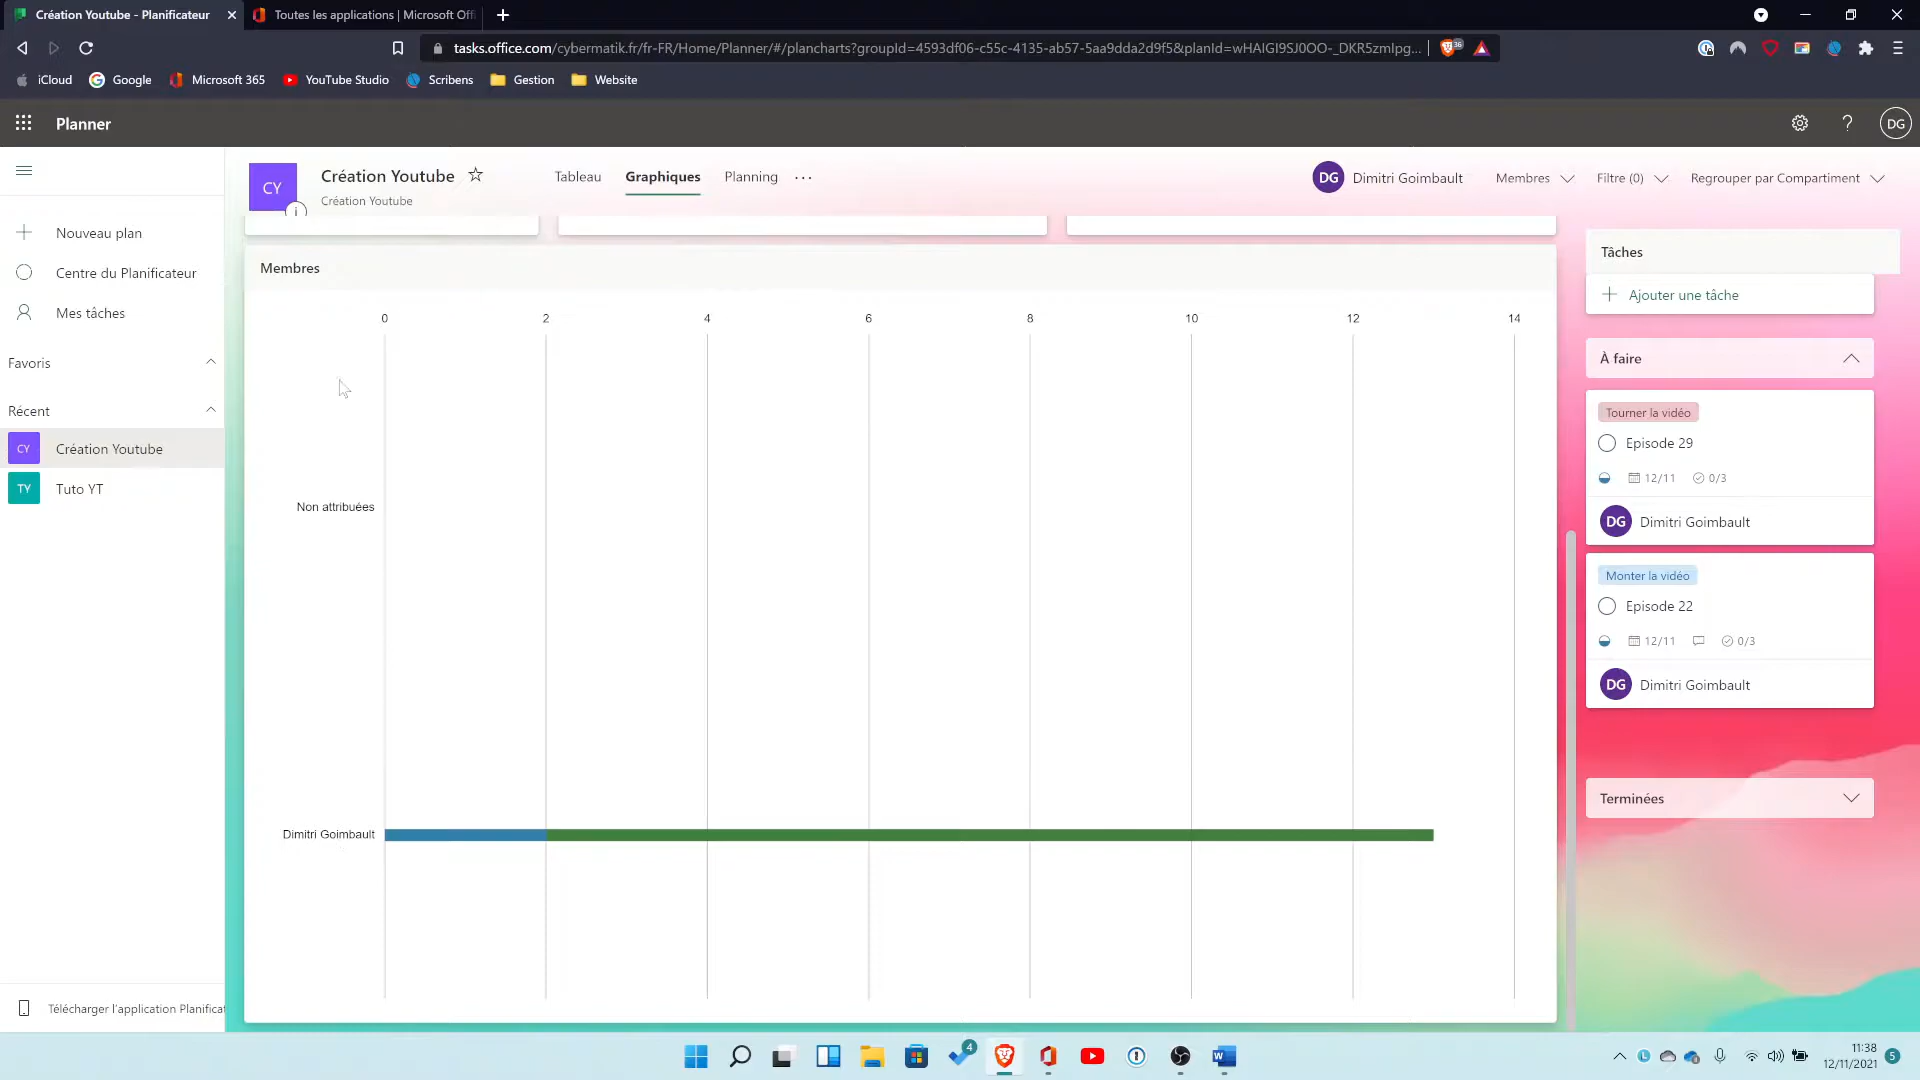 Création Youtube - Planificateur
Toutes les applications | Microsoft Off
tasks.office.com/cybermatik.fr/fr-FR/Home/Planner/#/plancharts?groupId=4593df06-c55c-4135-ab57-5aa9dda2d9f5&planId=wHAIGI9SJ0OO-_DKR5zmIpg...
36
iCloud
Google
Microsoft 365
YouTube Studio
Scribens
Gestion
Website
Planner
?
DG
CY
Création Youtube
Création Youtube
Tableau
Graphiques
Planning
...
DG
Dimitri Goimbault
Membres
Filtre (0)
Regrouper par Compartiment
Nouveau plan
Centre du Planificateur
Mes tâches
Favoris
Récent
CY
Création Youtube
TY
Tuto YT
Télécharger l'application Planificat
Membres
0 2 4 6 8 10 12 14
Non attribuées
Dimitri Goimbault
Tâches
Ajouter une tâche
À faire
Tourner la vidéo
Episode 29
12/11
0/3
DG
Dimitri Goimbault
Monter la vidéo
Episode 22
12/11
0/3
DG
Dimitri Goimbault
Terminées
4
W
11:38
12/11/2021
5